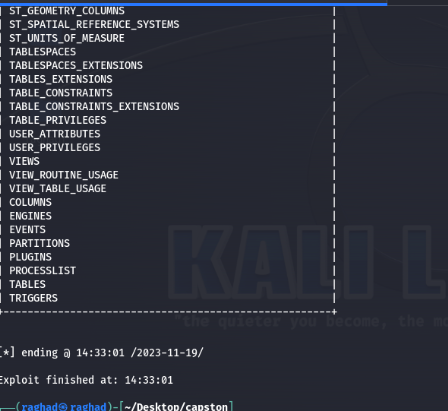 ST_GEOMETRY_COLUMNS
| ST_SPATIAL_REFERENCE_SYSTEMS |
| ST_UNITS_OF_MEASURE |
| TABLESPACES |
| TABLESPACES_EXTENSIONS |
| TABLES_EXTENSIONS |
| TABLE_CONSTRAINTS |
| TABLE_CONSTRAINTS_EXTENSIONS |
| TABLE_PRIVILEGES |
| USER_ATTRIBUTES |
| USER_PRIVILEGES |
| VIEWS |
| VIEW_ROUTINE_USAGE |
| VIEW_TABLE_USAGE |
| COLUMNS |
| ENGINES |
| EVENTS |
| PARTITIONS |
| PLUGINS |
| PROCESSLIST |
| TABLES |
| TRIGGERS |
+------------------------------------------------------+
KALI L
"the quieter you become, the mo
[*] ending @ 14:33:01 /2023-11-19/
Exploit finished at: 14:33:01
(raghad㉿raghad)-[~/Desktop/capston]